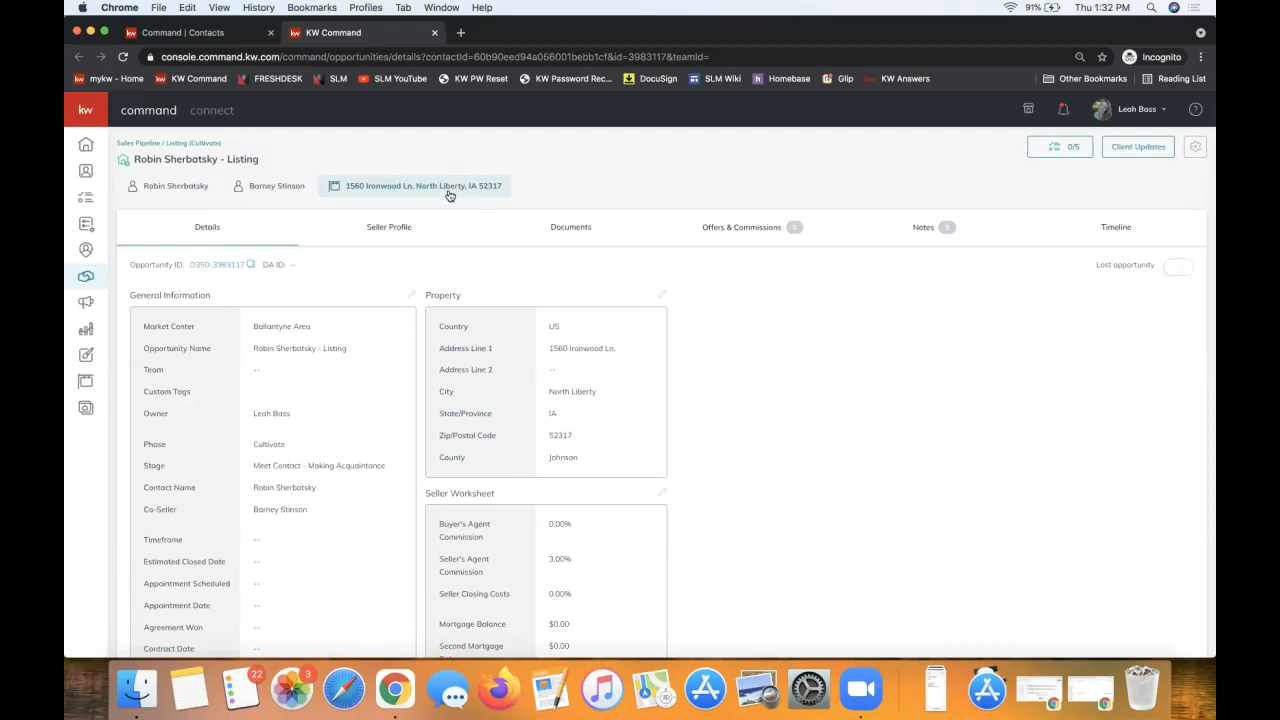 Chrome File Edit View History Bookmarks Profiles Tab Window Help 91% Thu 1:32 PM
kw Command | Contacts × kw KW Command × +
console.command.kw.com/command/opportunities/details?contactId=60b90eed94a056001bebb1cf&id=3983117&teamId= Incognito
mykw - Home KW Command FRESHDESK SLM SLM YouTube KW PW Reset KW Password Rec... DocuSign SLM Wiki Homebase Glip KW Answers Other Bookmarks Reading List
kw command connect Leah Bass
Sales Pipeline / Listing (Cultivate)
Robin Sherbatsky - Listing
0/5 Client Updates
Robin Sherbatsky Barney Stinson 1560 Ironwood Ln, North Liberty, IA 52317
Details Seller Profile Documents Offers & Commissions 0 Notes 0 Timeline
Opportunity ID: O350-3983117 DA ID: -- Lost opportunity
General Information
Market Center Ballantyne Area
Opportunity Name Robin Sherbatsky - Listing
Team --
Custom Tags
Owner Leah Bass
Phase Cultivate
Stage Meet Contact - Making Acquaintance
Contact Name Robin Sherbatsky
Co-Seller Barney Stinson
Timeframe --
Estimated Closed Date --
Appointment Scheduled --
Appointment Date --
Agreement Won --
Contract Date --
Property
Country US
Address Line 1 1560 Ironwood Ln.
Address Line 2 --
City North Liberty
State/Province IA
Zip/Postal Code 52317
County Johnson
Seller Worksheet
Buyer's Agent
Commission 0.00%
Seller's Agent
Commission 3.00%
Seller Closing Costs 0.00%
Mortgage Balance $0.00
Second Mortgage $0.00
22 3